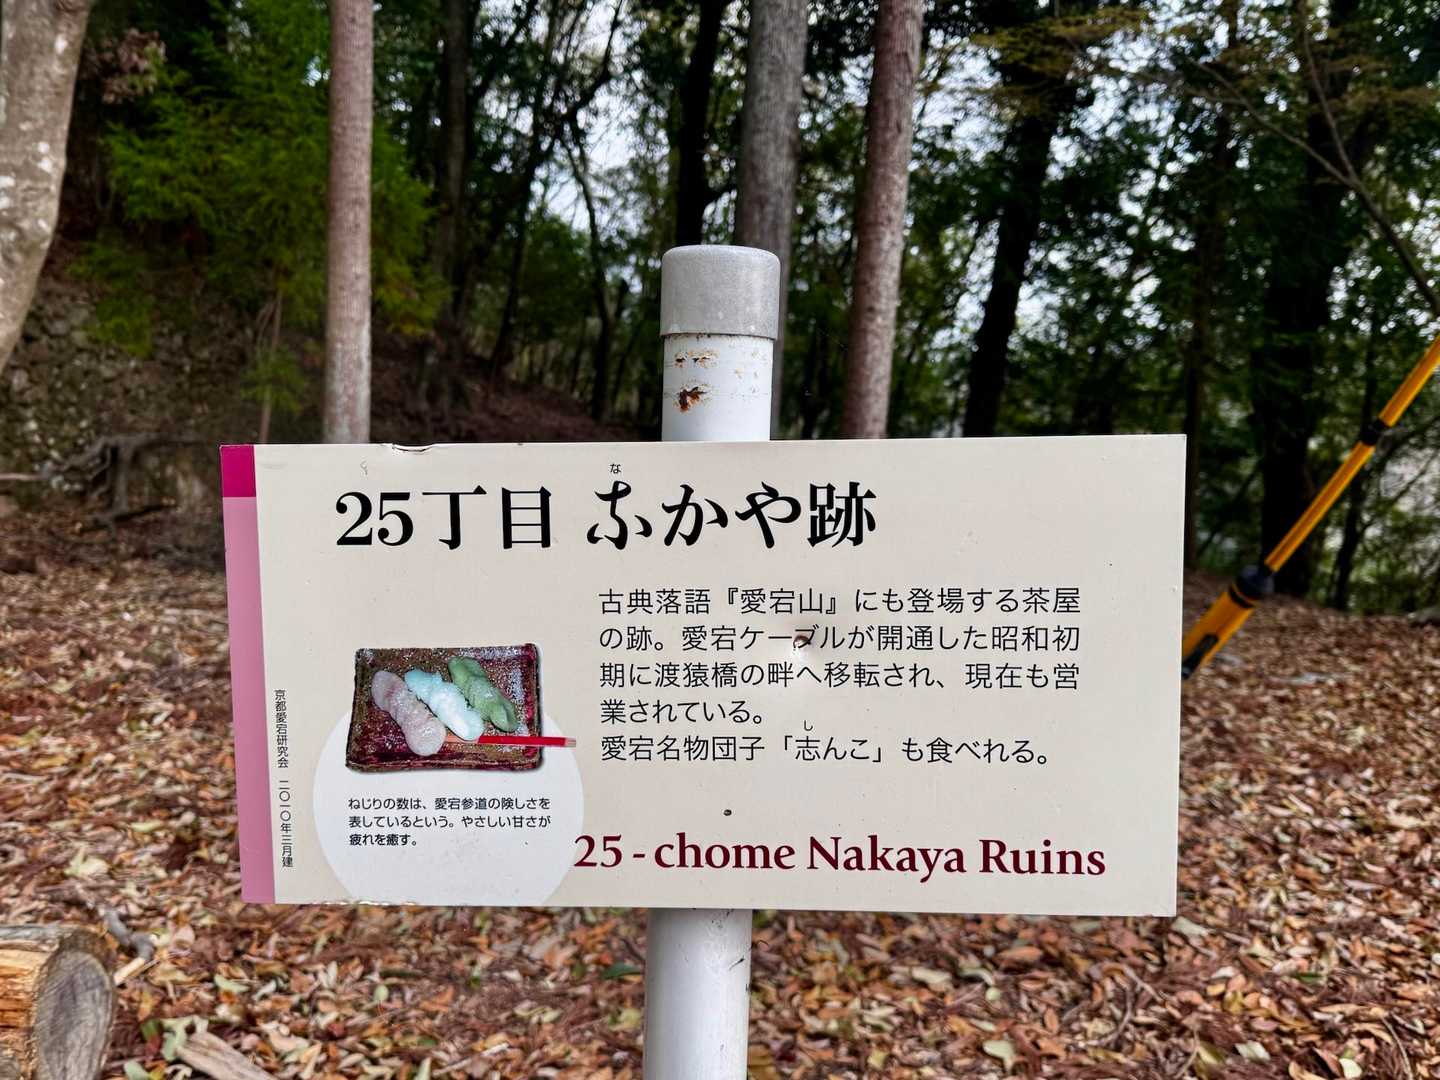 な
25丁目 なかや跡
古典落語『愛宕山』にも登場する茶屋
の跡。愛宕ケーブルが開通した昭和初
期に渡猿橋の畔へ移転され、現在も営
業されている。
し
愛宕名物団子「志んこ」も食べれる。
ねじりの数は、愛宕参道の険しさを
表しているという。やさしい甘さが
疲れを癒す。
京都愛宕研究会 二〇一〇年三月建
25 - chome Nakaya Ruins